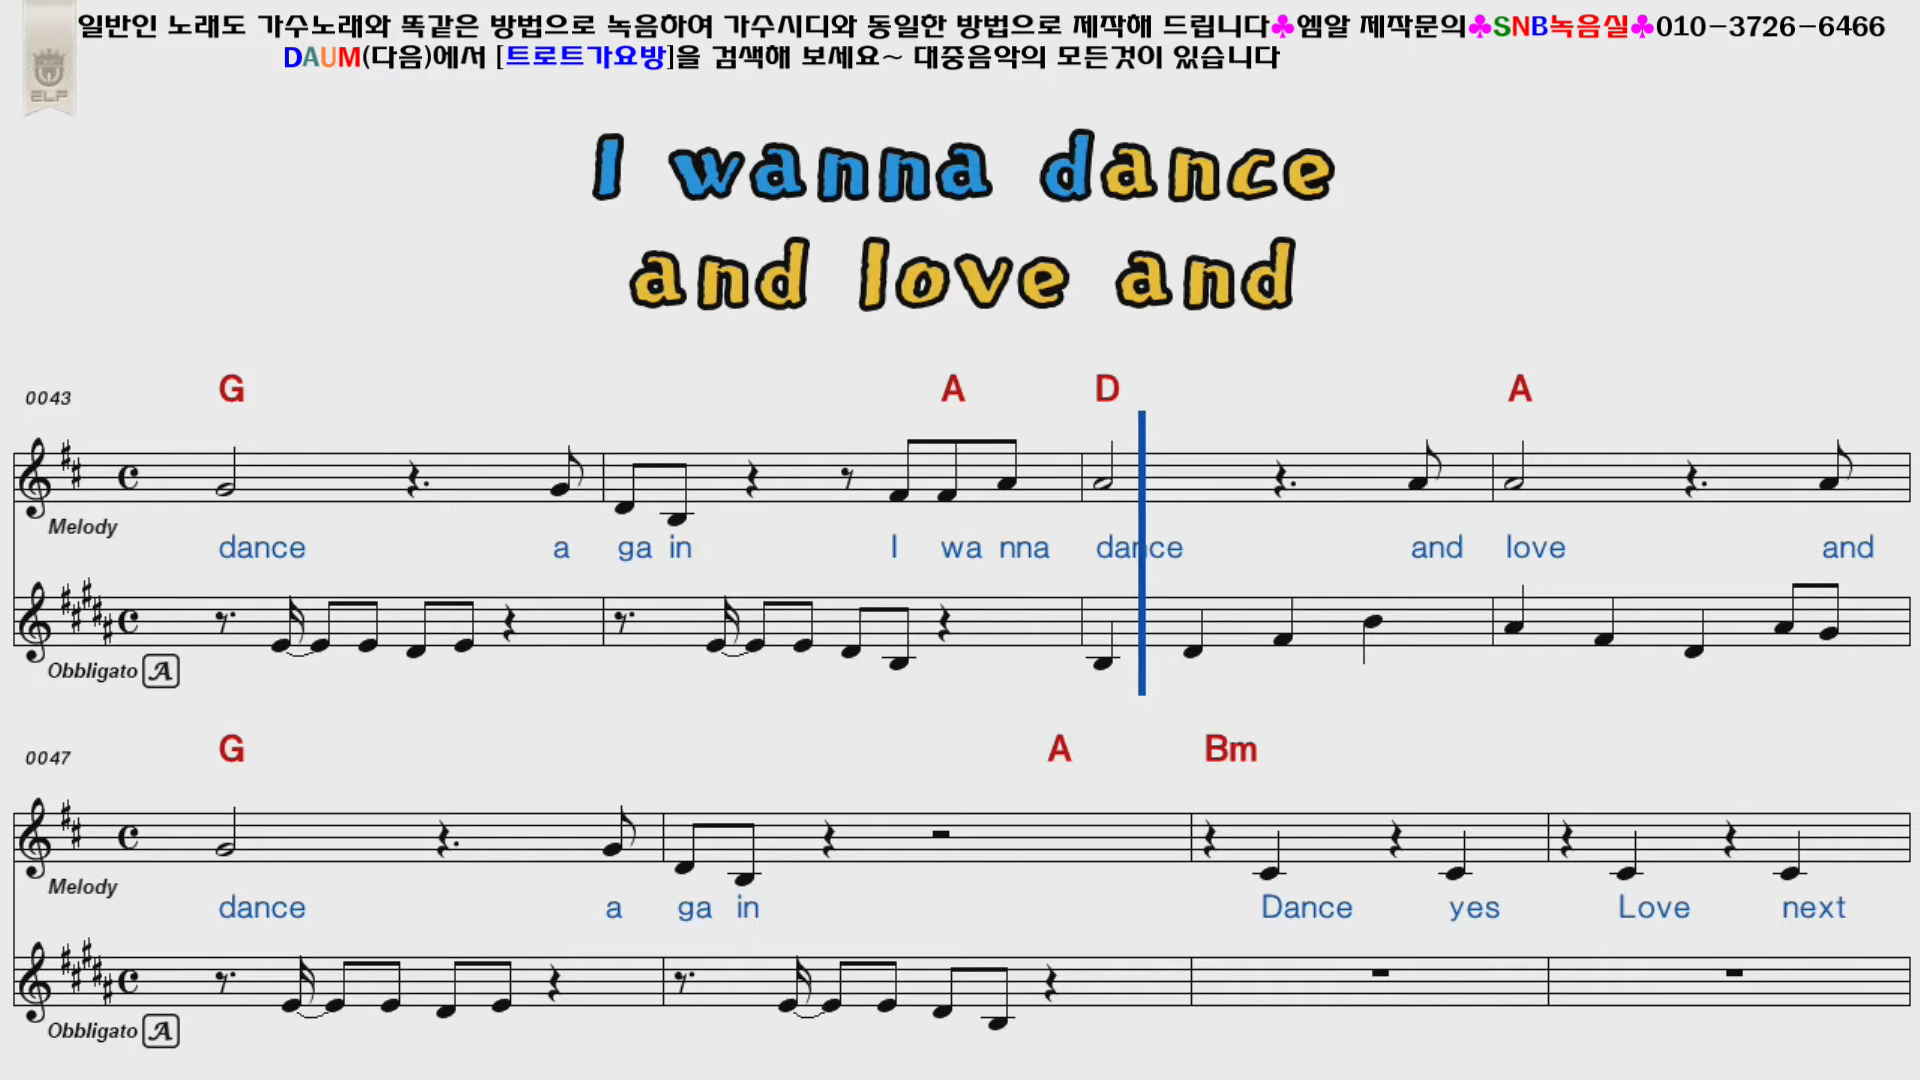 일반인 노래도 가수노래와 똑같은 방법으로 녹음하여 가수시디와 동일한 방법으로 제작해 드립니다♣엠알 제작문의♣SNB녹음실♣010-3726-6466
DAUM(다음)에서 [트로트가요방]을 검색해 보세요~ 대중음악의 모든것이 있습니다
ELF
I wanna dance
and love and
0043 G A D A
Melody
dance a ga in I wa nna dance and love and
Obbligato A
0047 G A Bm
Melody
dance a ga in Dance yes Love next
Obbligato A